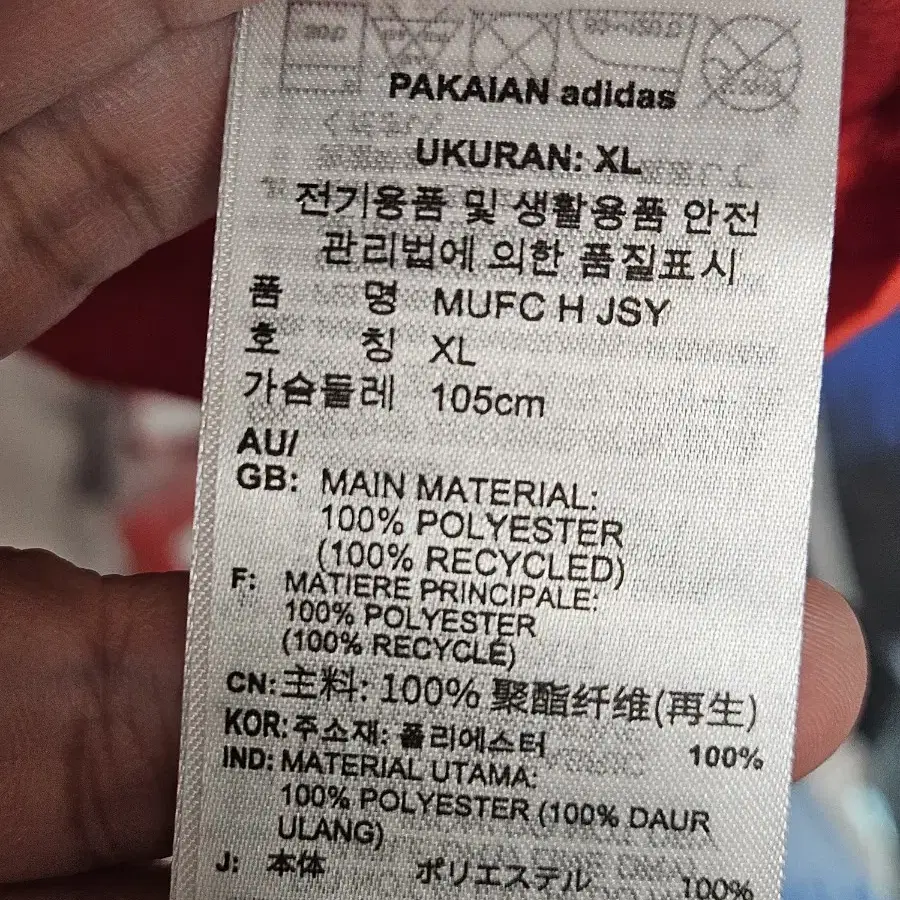 PAKAIAN adidas
UKURAN: XL
전기용품 및 생활용품 안전
관리법에 의한 품질표시
품 명 MUFC H JSY
호 칭 XL
가슴둘레 105cm
AU/
GB: MAIN MATERIAL:
100% POLYESTER
(100% RECYCLED)
F: MATIERE PRINCIPALE:
100% POLYESTER
(100% RECYCLÉ)
CN: 主料: 100% 聚酯纤维(再生)
KOR: 주소재: 폴리에스터 100%
IND: MATERIAL UTAMA:
100% POLYESTER (100% DAUR
ULANG)
J: 本体 ポリエステル 100%